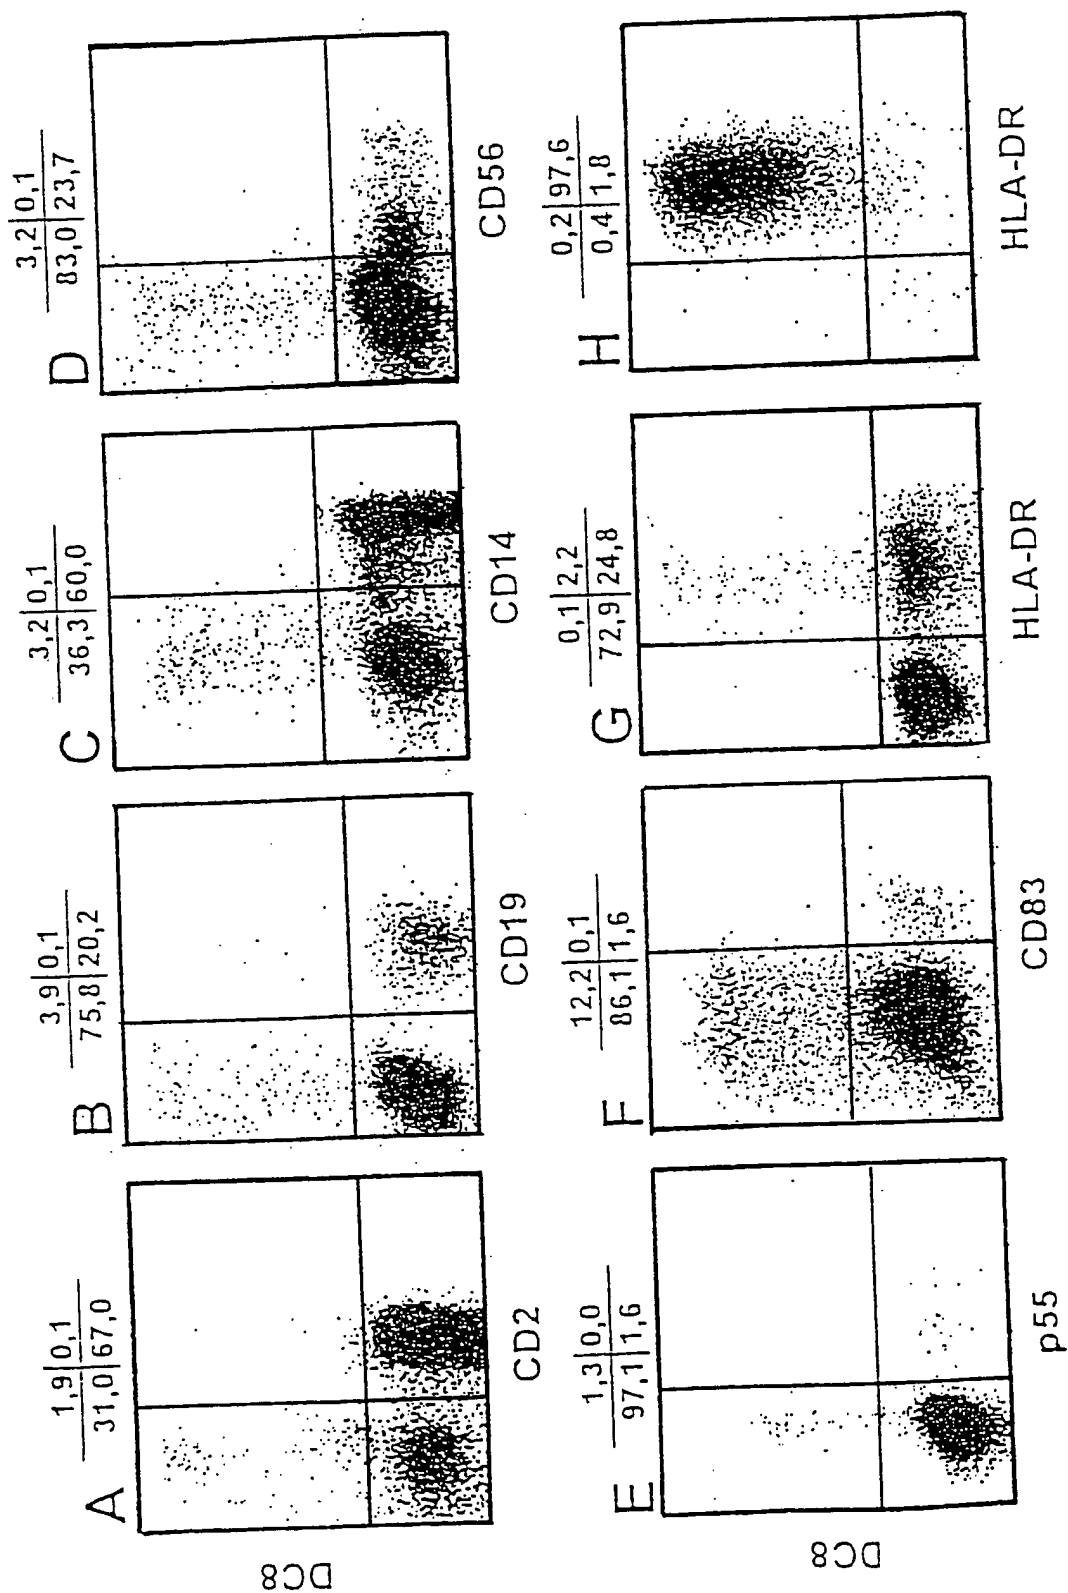 A
1,9|0,1
31,0|67,0
DC8
CD2
B
3,9|0,1
75,8|20,2
CD19
C
3,2|0,1
36,3|60,0
CD14
D
3,2|0,1
83,0|23,7
CD56
E
1,3|0,0
97,1|1,6
DC8
p55
F
12,2|0,1
86,1|1,6
CD83
G
0,1|2,2
72,9|24,8
HLA-DR
H
0,2|97,6
0,4|1,8
HLA-DR